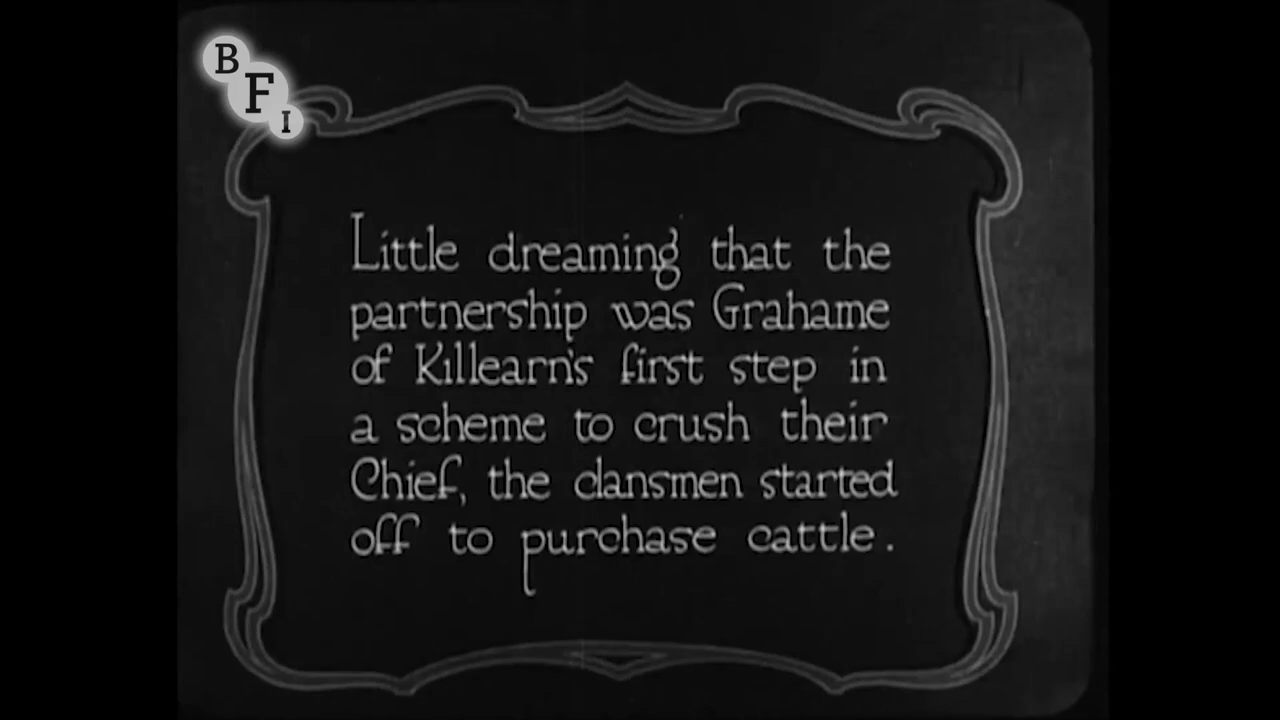 BFI
Little dreaming that the
partnership was Grahame
of Killearn's first step in
a scheme to crush their
Chief, the clansmen started
off to purchase cattle.